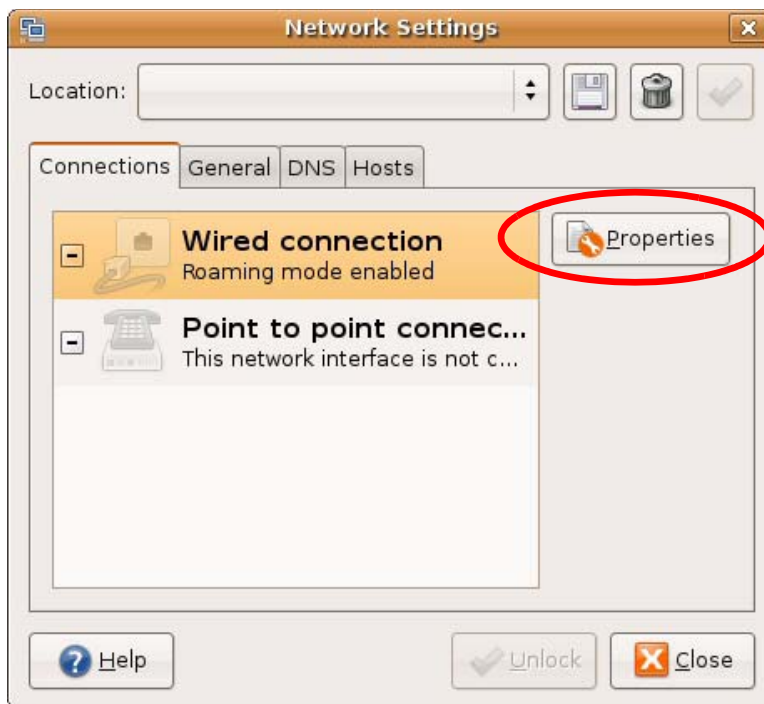 Network Settings
Location:
Connections General DNS Hosts
Wired connection
Roaming mode enabled
Properties
Point to point connec...
This network interface is not c...
Help
Unlock
Close